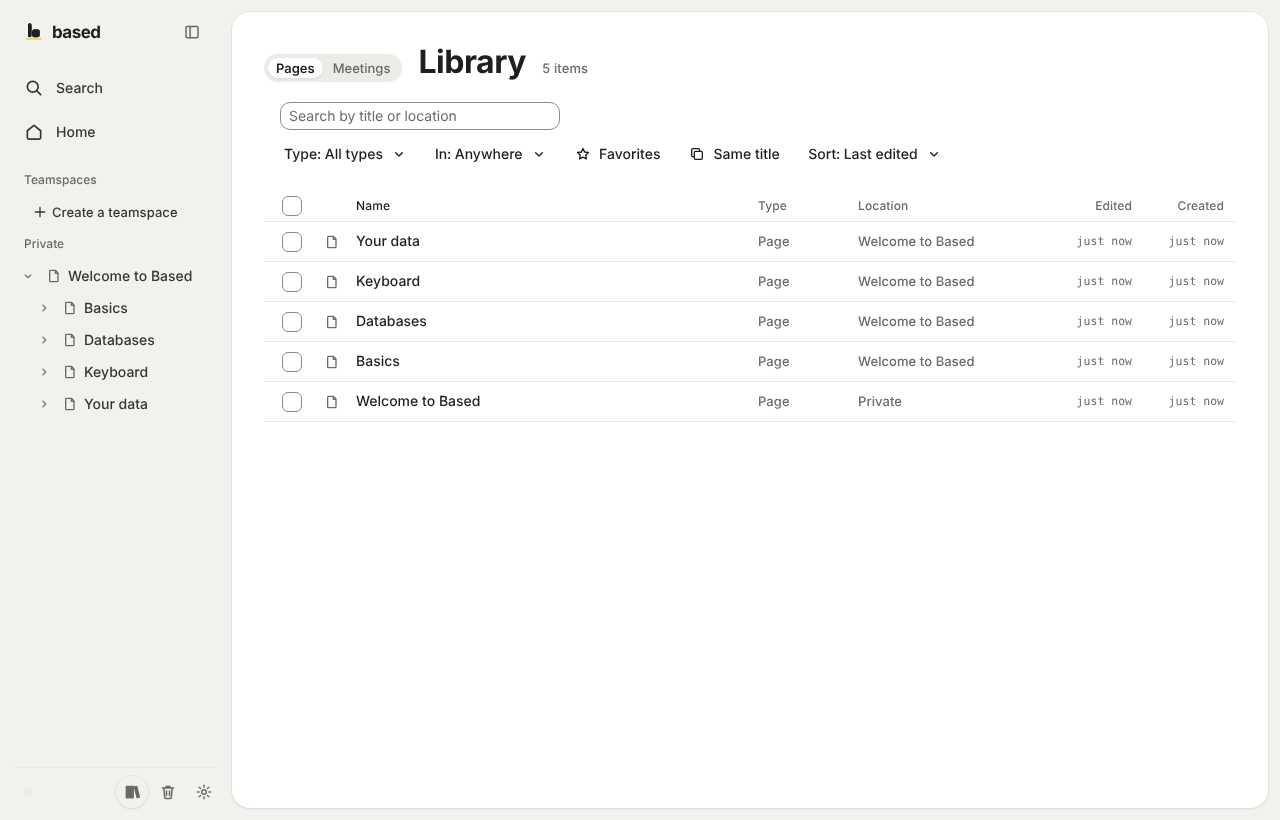 based
Search
Home
Teamspaces
Create a teamspace
Private
Welcome to Based
Basics
Databases
Keyboard
Your data
Pages Meetings Library 5 items
Search by title or location
Type: All types In: Anywhere Favorites Same title Sort: Last edited
Name Type Location Edited Created
Your data Page Welcome to Based just now just now
Keyboard Page Welcome to Based just now just now
Databases Page Welcome to Based just now just now
Basics Page Welcome to Based just now just now
Welcome to Based Page Private just now just now